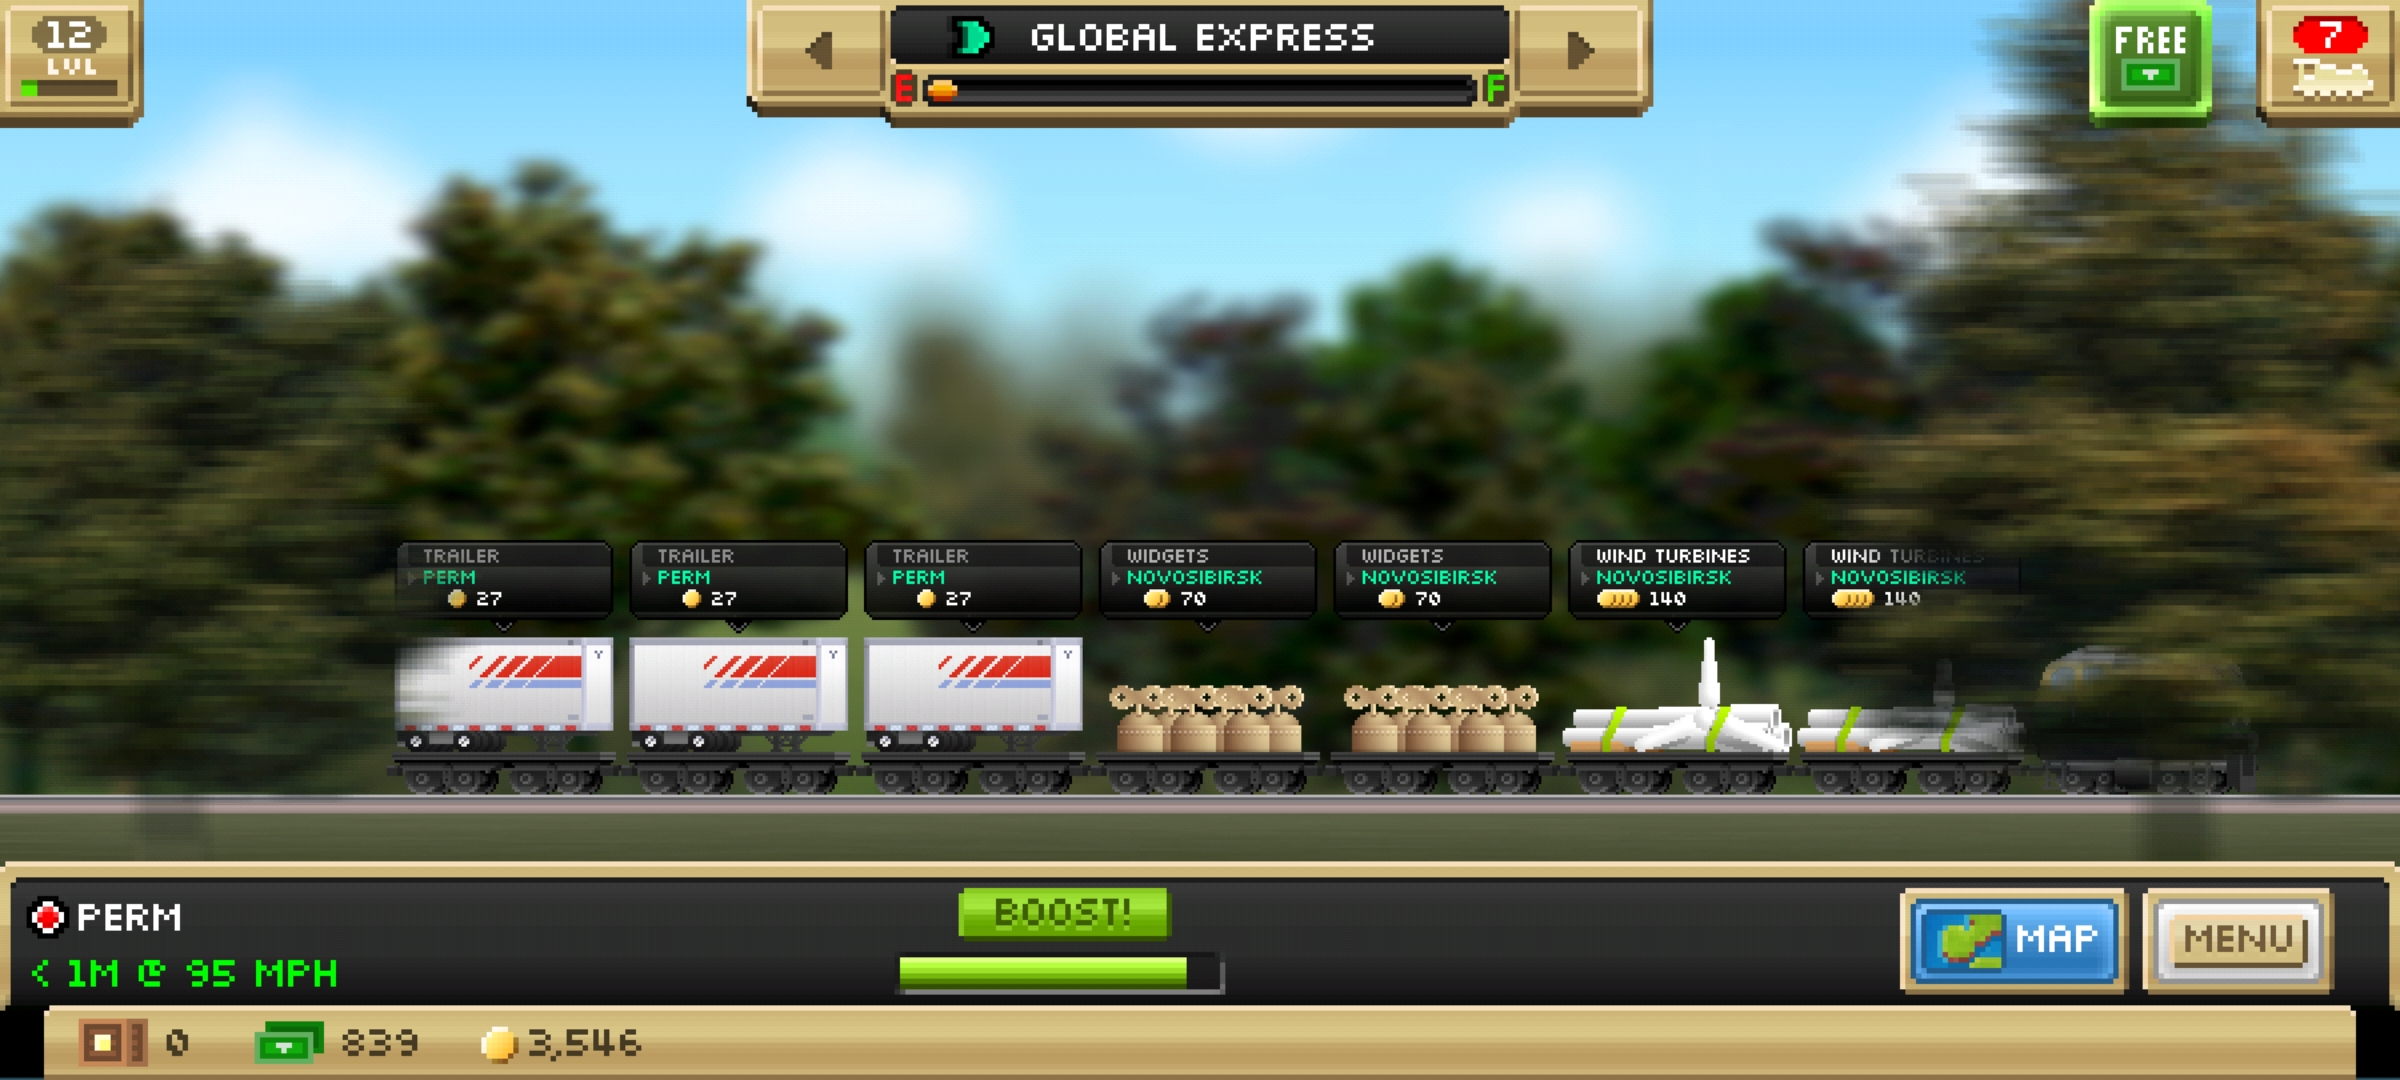 12
LVL
GLOBAL EXPRESS
E F
FREE
7
TRAILER
PERM
27
TRAILER
PERM
27
TRAILER
PERM
27
WIDGETS
NOVOSIBIRSK
70
WIDGETS
NOVOSIBIRSK
70
WIND TURBINES
NOVOSIBIRSK
140
WIND TURBINES
NOVOSIBIRSK
140
PERM
< 1M @ 95 MPH
BOOST!
MAP
MENU
0
839
3,546